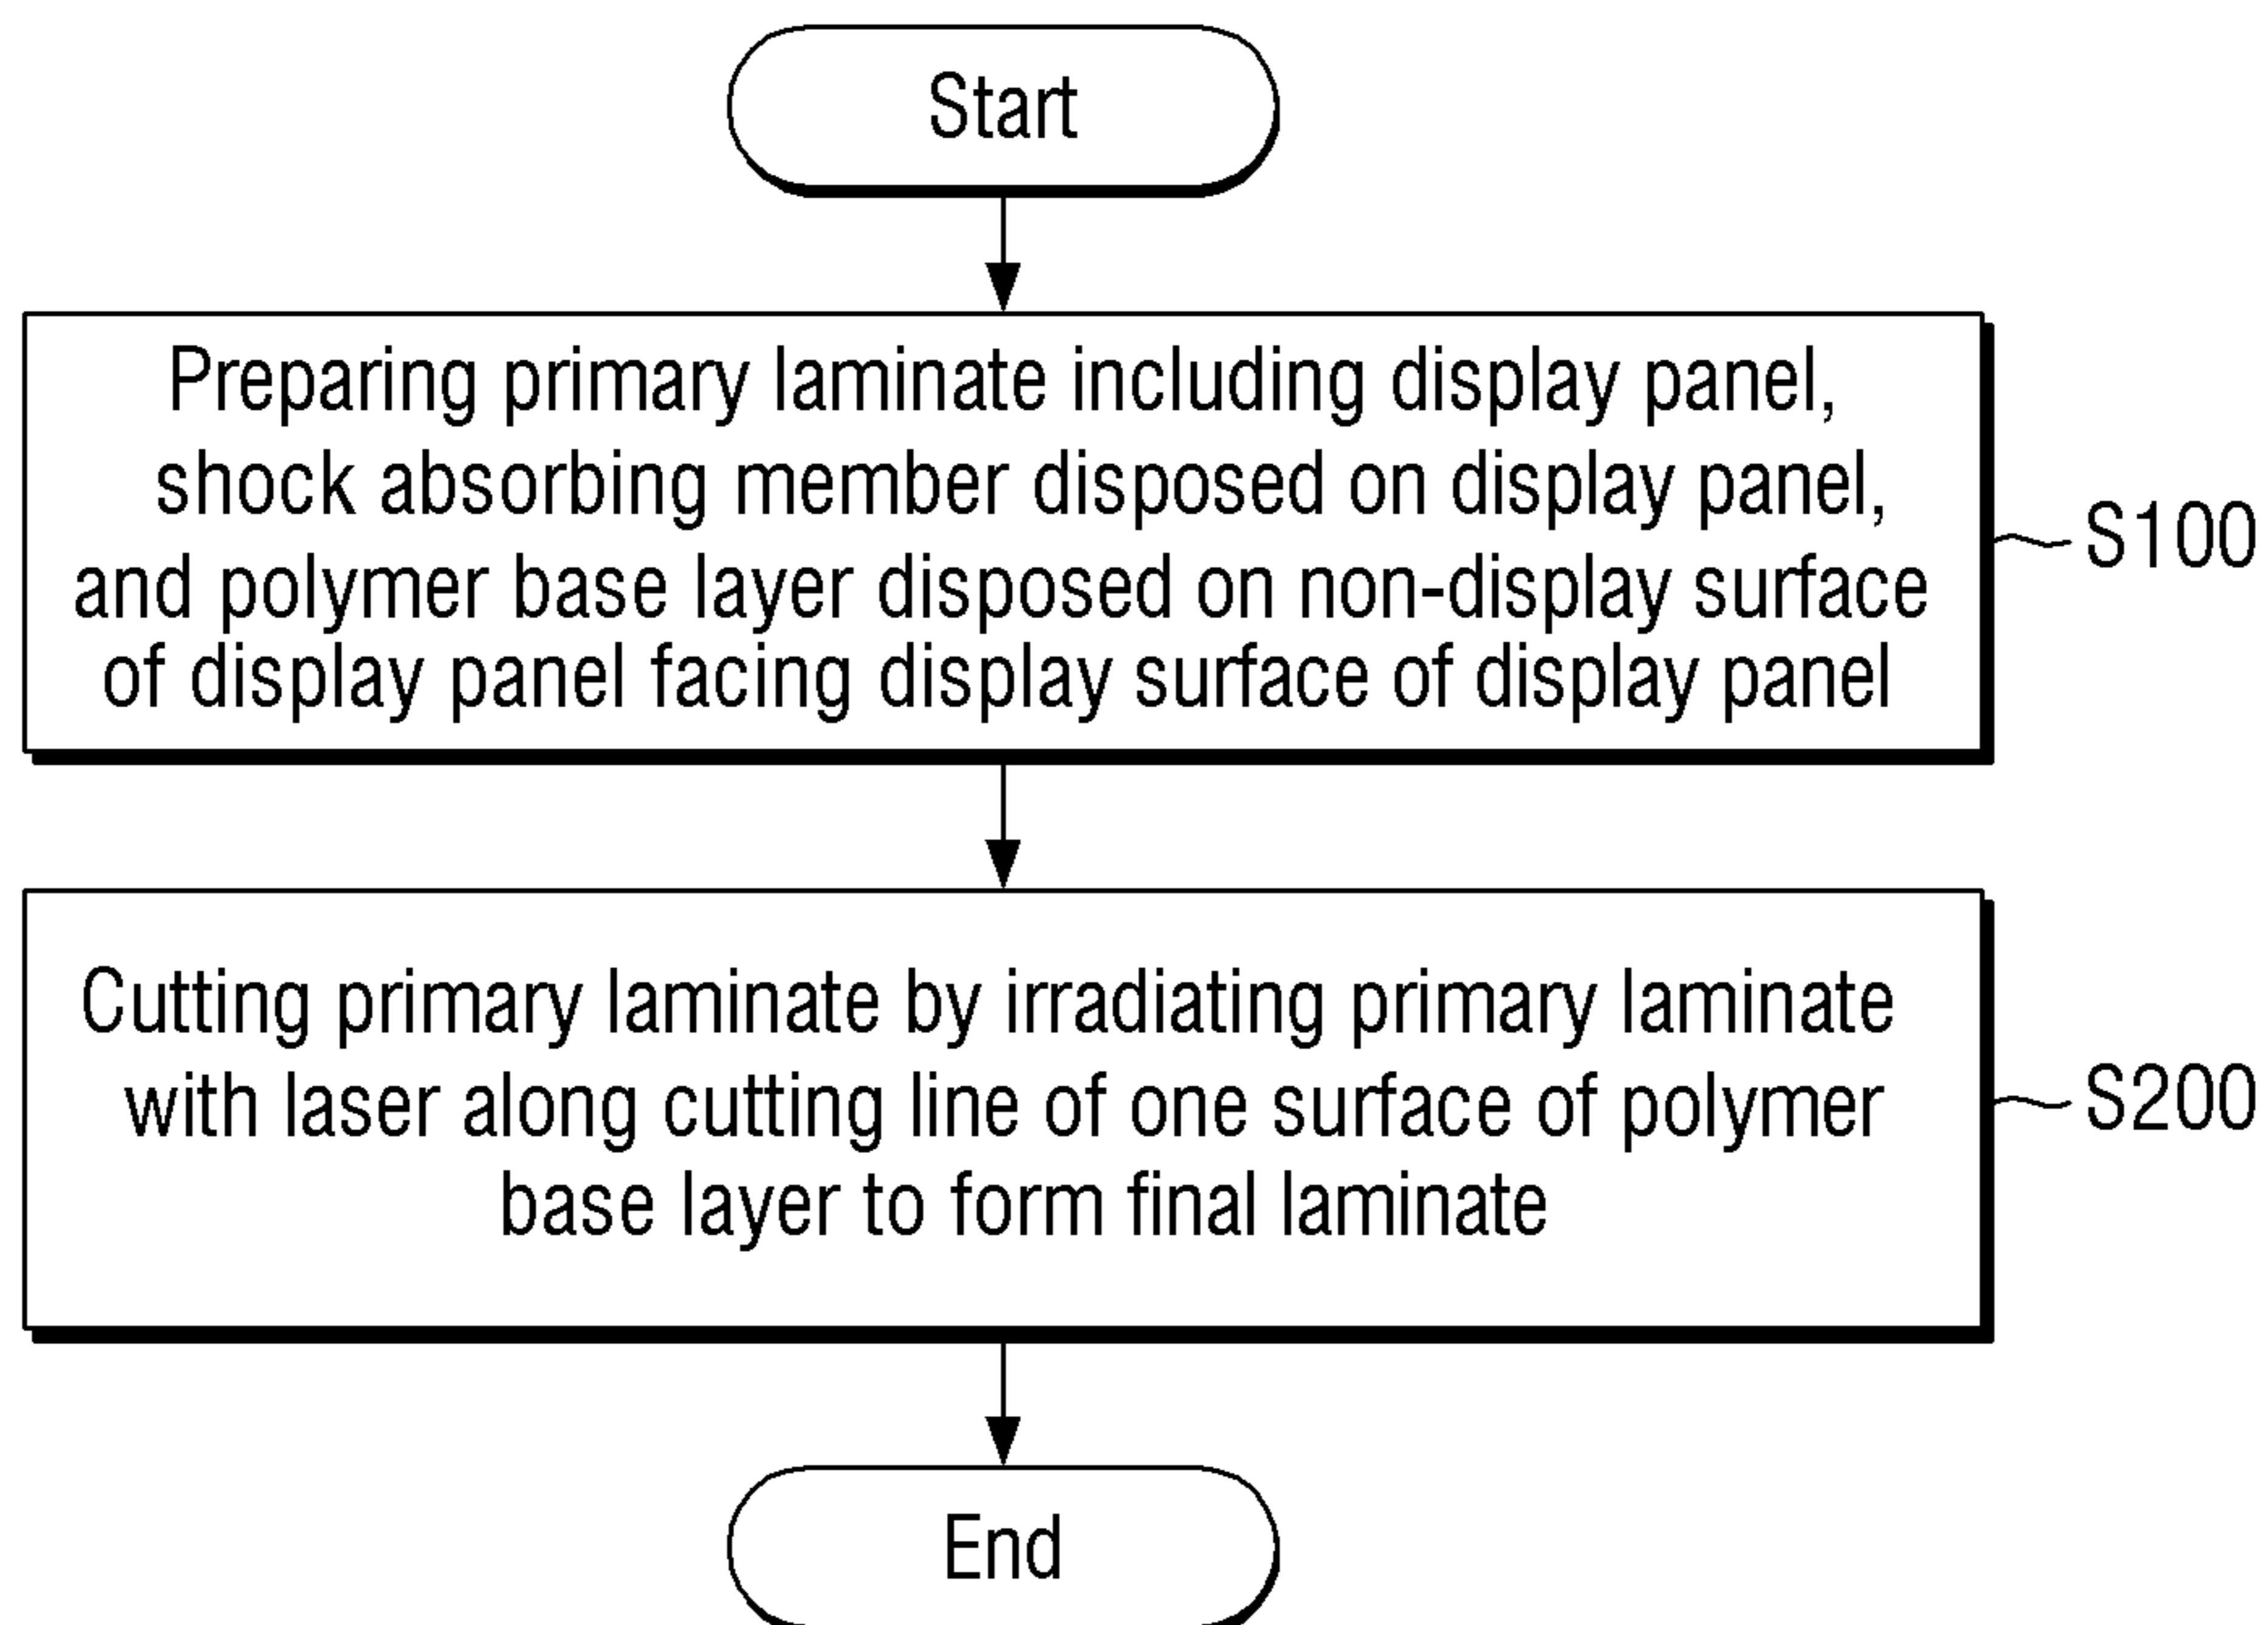 Start
Preparing primary laminate including display panel,
shock absorbing member disposed on display panel,
and polymer base layer disposed on non-display surface
of display panel facing display surface of display panel
S100
Cutting primary laminate by irradiating primary laminate
with laser along cutting line of one surface of polymer
base layer to form final laminate
S200
End